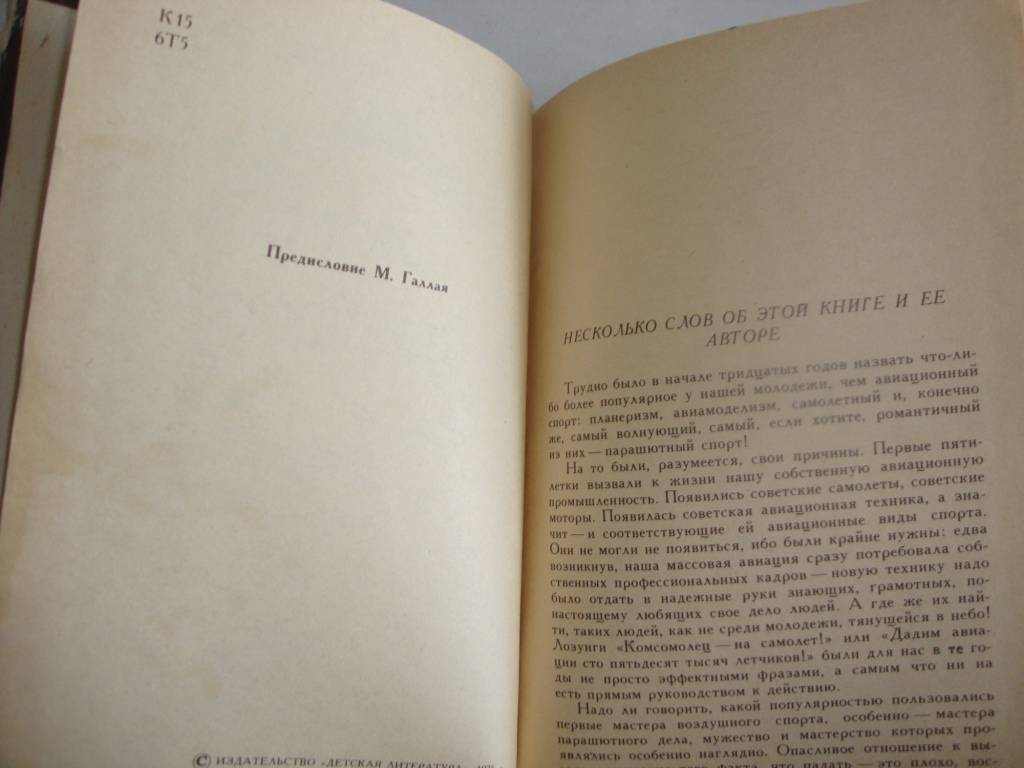 К15
6Т5
Предисловие М. Галлая
© ИЗДАТЕЛЬСТВО «ДЕТСКАЯ ЛИТЕРАТУРА»
НЕСКОЛЬКО СЛОВ ОБ ЭТОЙ КНИГЕ И ЕЕ
АВТОРЕ
Трудно было в начале тридцатых годов назвать что-ли-
бо более популярное у нашей молодежи, чем авиационный
спорт: планеризм, авиамоделизм, самолетный и, конечно
же, самый волнующий, самый, если хотите, романтичный
из них — парашютный спорт!
На то были, разумеется, свои причины. Первые пяти-
летки вызвали к жизни нашу собственную авиационную
промышленность. Появились советские самолеты, советские
моторы. Появилась советская авиационная техника, а зна-
чит — и соответствующие ей авиационные виды спорта.
Они не могли не появиться, ибо были крайне нужны: едва
возникнув, наша массовая авиация сразу потребовала соб-
ственных профессиональных кадров — новую технику надо
было отдать в надежные руки знающих, грамотных, по-
настоящему любящих свое дело людей. А где же их най-
ти, таких людей, как не среди молодежи, тянущейся в небо!
Лозунги «Комсомолец — на самолет!» или «Дадим авиа-
ции сто пятьдесят тысяч летчиков!» были для нас в те го-
ды не просто эффектными фразами, а самым что ни на
есть прямым руководством к действию.
Надо ли говорить, какой популярностью пользовались
первые мастера воздушного спорта, особенно — мастера
парашютного дела, мужество и мастерство которых проя-
влялись особенно наглядно. Опасливое отношение к вы-
что падать — это плохо, вос-